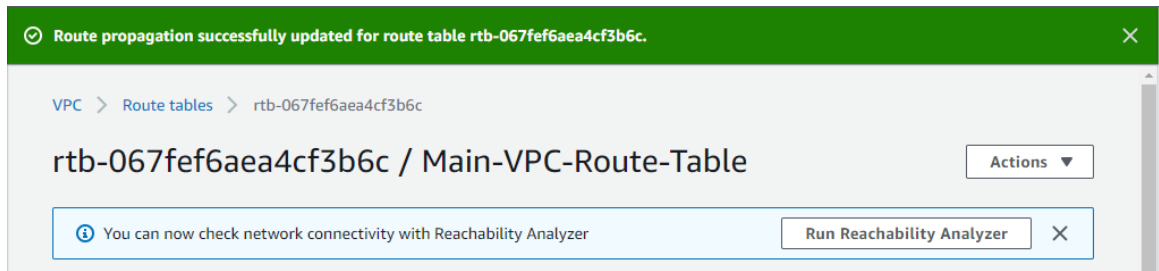 Route propagation successfully updated for route table rtb-067fef6aea4cf3b6c.
VPC > Route tables > rtb-067fef6aea4cf3b6c
rtb-067fef6aea4cf3b6c / Main-VPC-Route-Table
Actions ▼
You can now check network connectivity with Reachability Analyzer
Run Reachability Analyzer